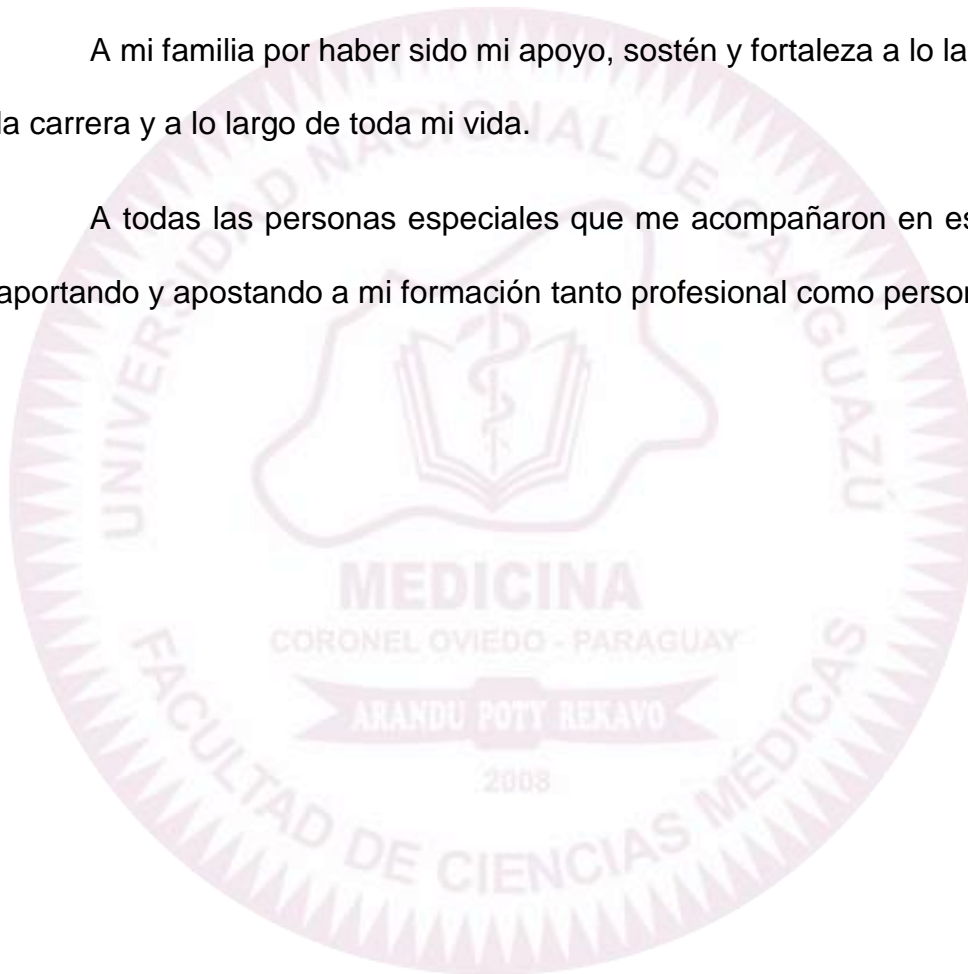 A mi familia por haber sido mi apoyo, sostén y fortaleza a lo la
la carrera y a lo largo de toda mi vida.
A todas las personas especiales que me acompañaron en es
aportando y apostando a mi formación tanto profesional como person
UNIVERSIDAD NACIONAL DE CAAGUAZÚ
MEDICINA
CORONEL OVIEDO - PARAGUAY
ARANDU POTY REKAVO
2008
FACULTAD DE CIENCIAS MÉDICAS